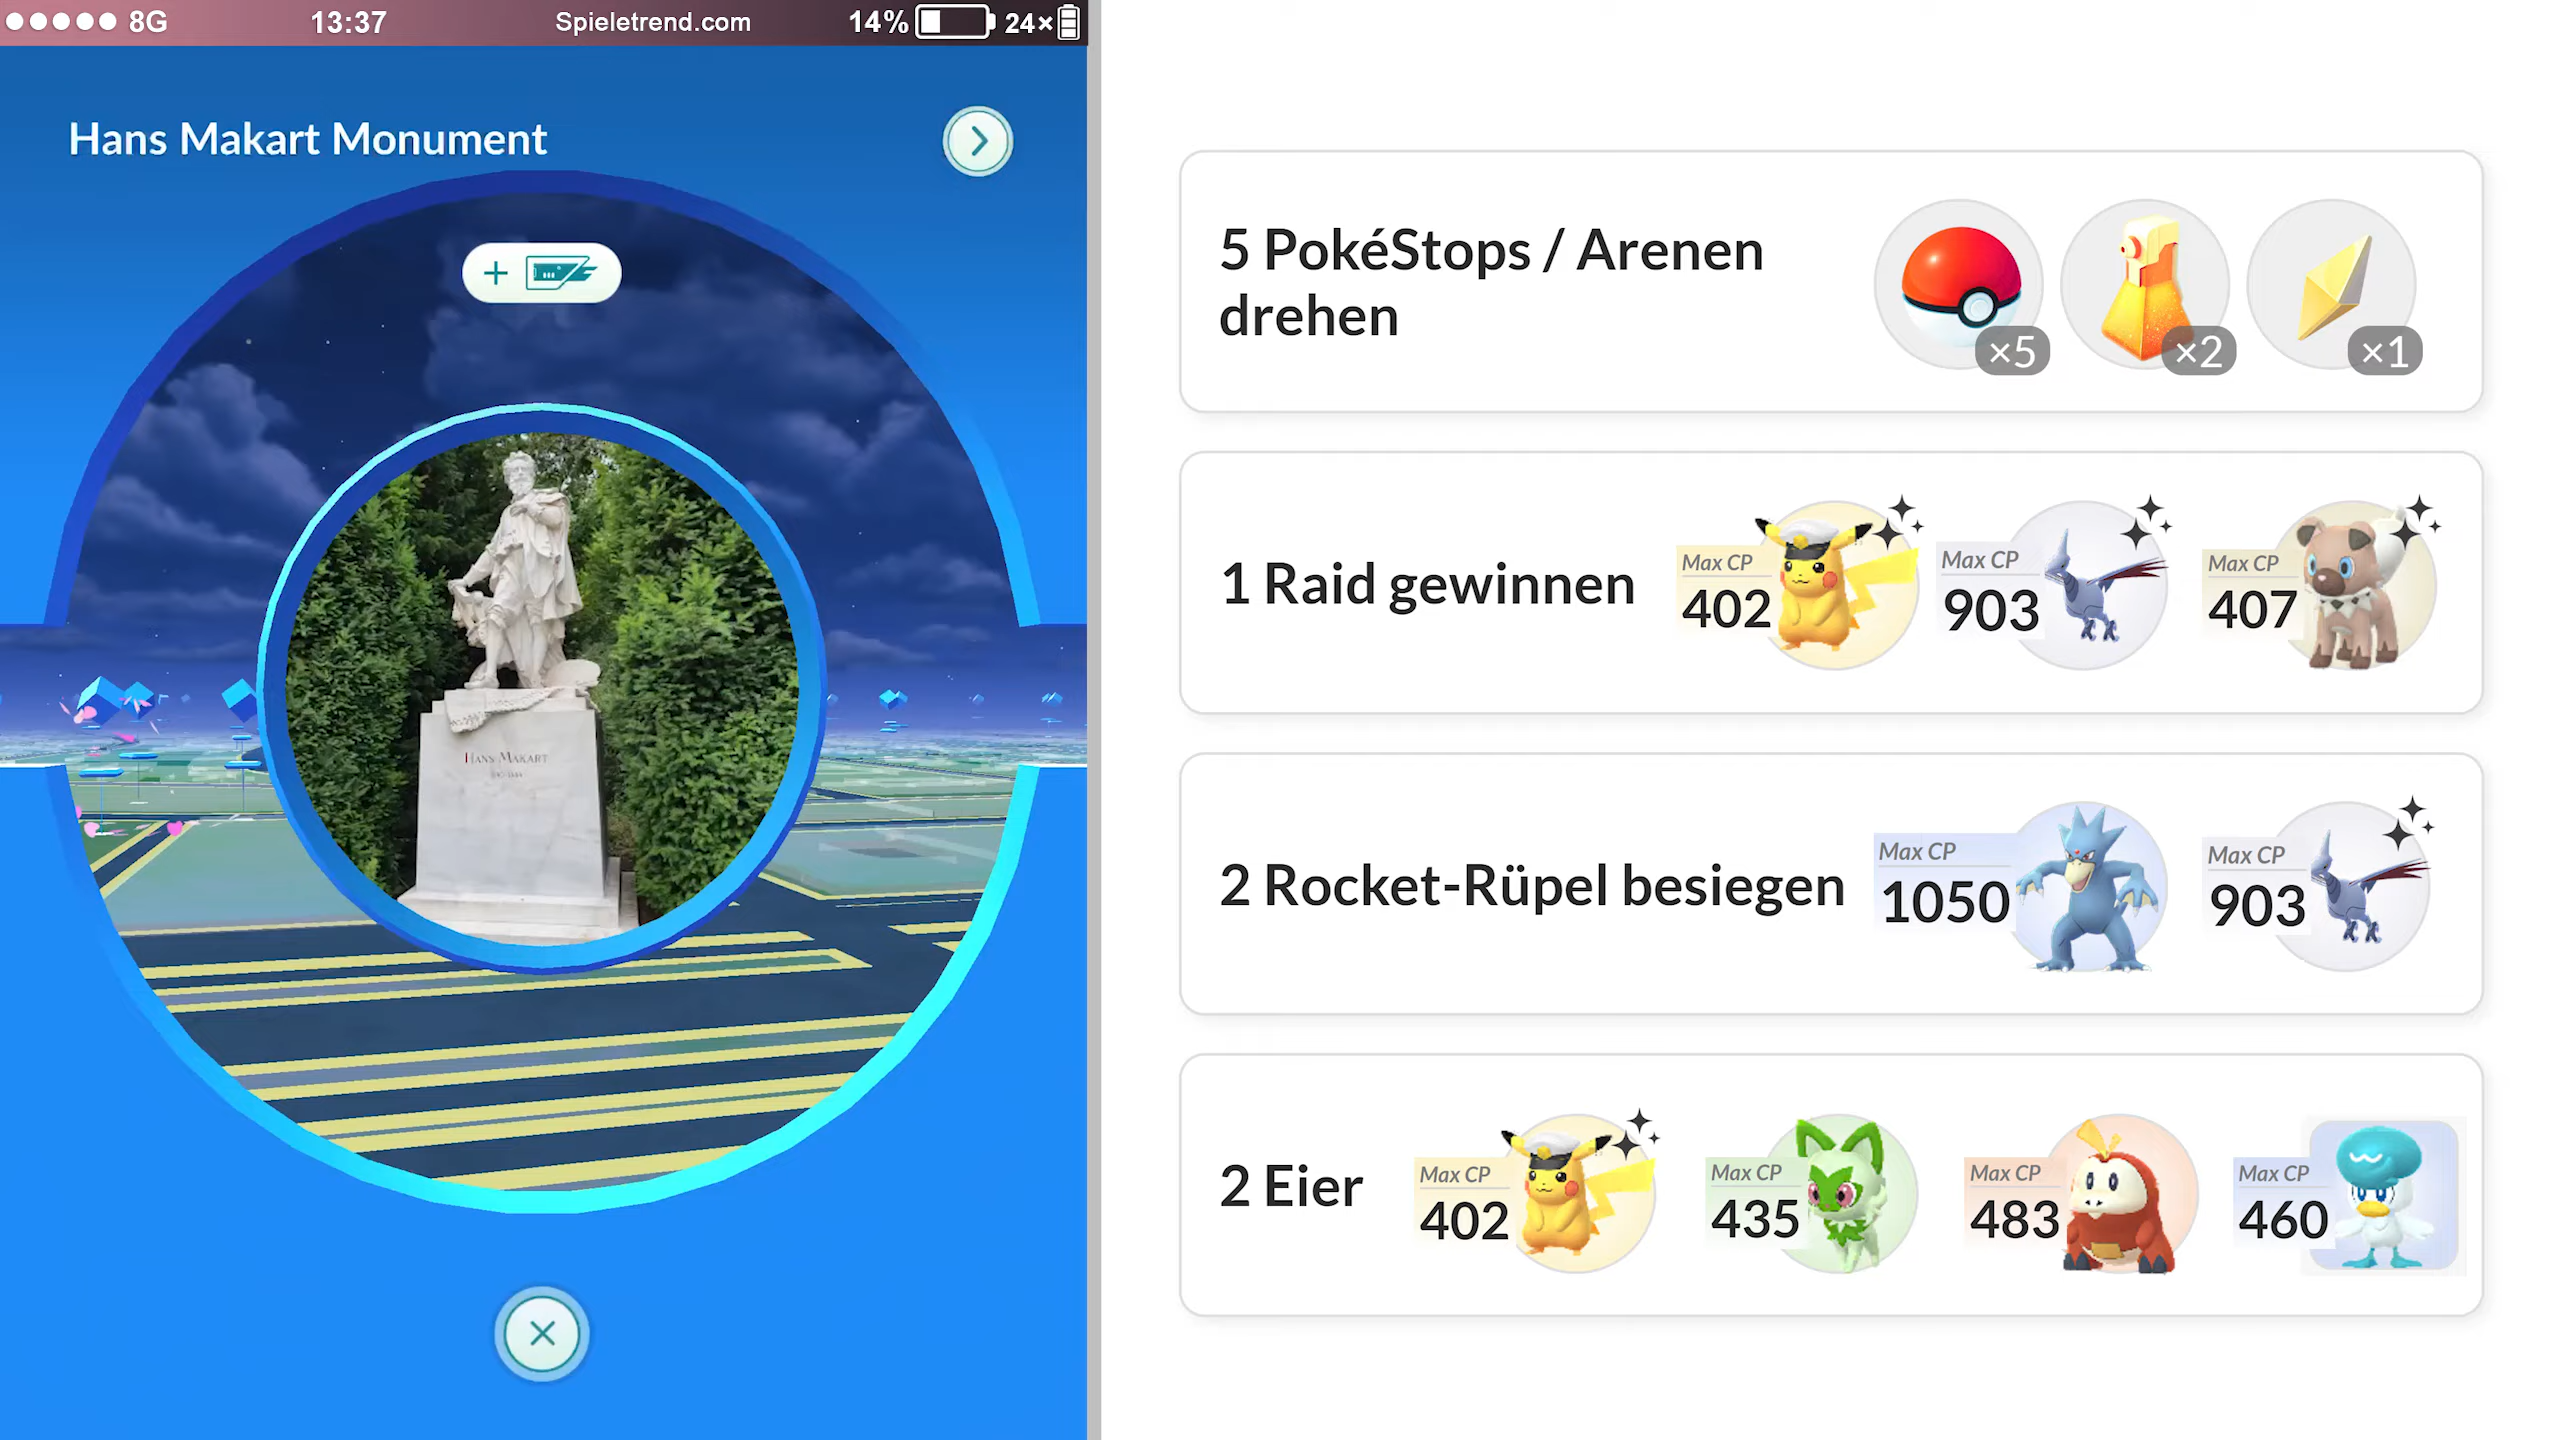 8G 13:37 Spieletrend.com 14% 24×
Hans Makart Monument
HANS MAKART
5 PokéStops / Arenen
drehen
×5 ×2 ×1
1 Raid gewinnen
Max CP
402
Max CP
903
Max CP
407
2 Rocket-Rüpel besiegen
Max CP
1050
Max CP
903
2 Eier
Max CP
402
Max CP
435
Max CP
483
Max CP
460